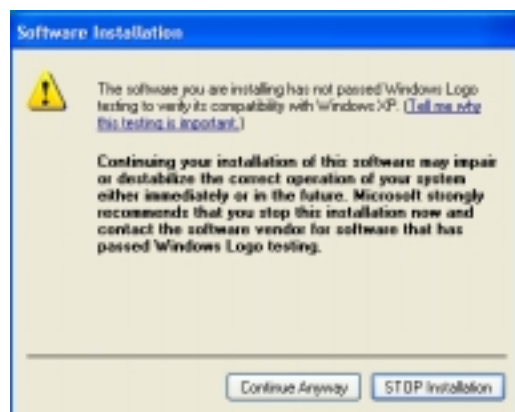 Software Installation
The software you are installing has not passed Windows Logo
testing to verify its compatibility with Windows XP. (Tell me why
this testing is important.)
Continuing your installation of this software may impair
or destabilize the correct operation of your system
either immediately or in the future. Microsoft strongly
recommends that you stop this installation now and
contact the software vendor for software that has
passed Windows Logo testing.
Continue Anyway
STOP Installation